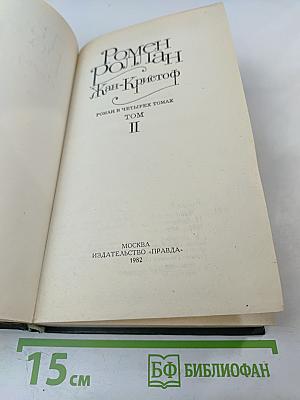 Ромен
Роллан
Жан-Кристоф
РОМАН В ЧЕТЫРЕХ ТОМАХ
ТОМ
II
МОСКВА
ИЗДАТЕЛЬСТВО «ПРАВДА»
1982
15 см
БФ БИБЛИОФАН